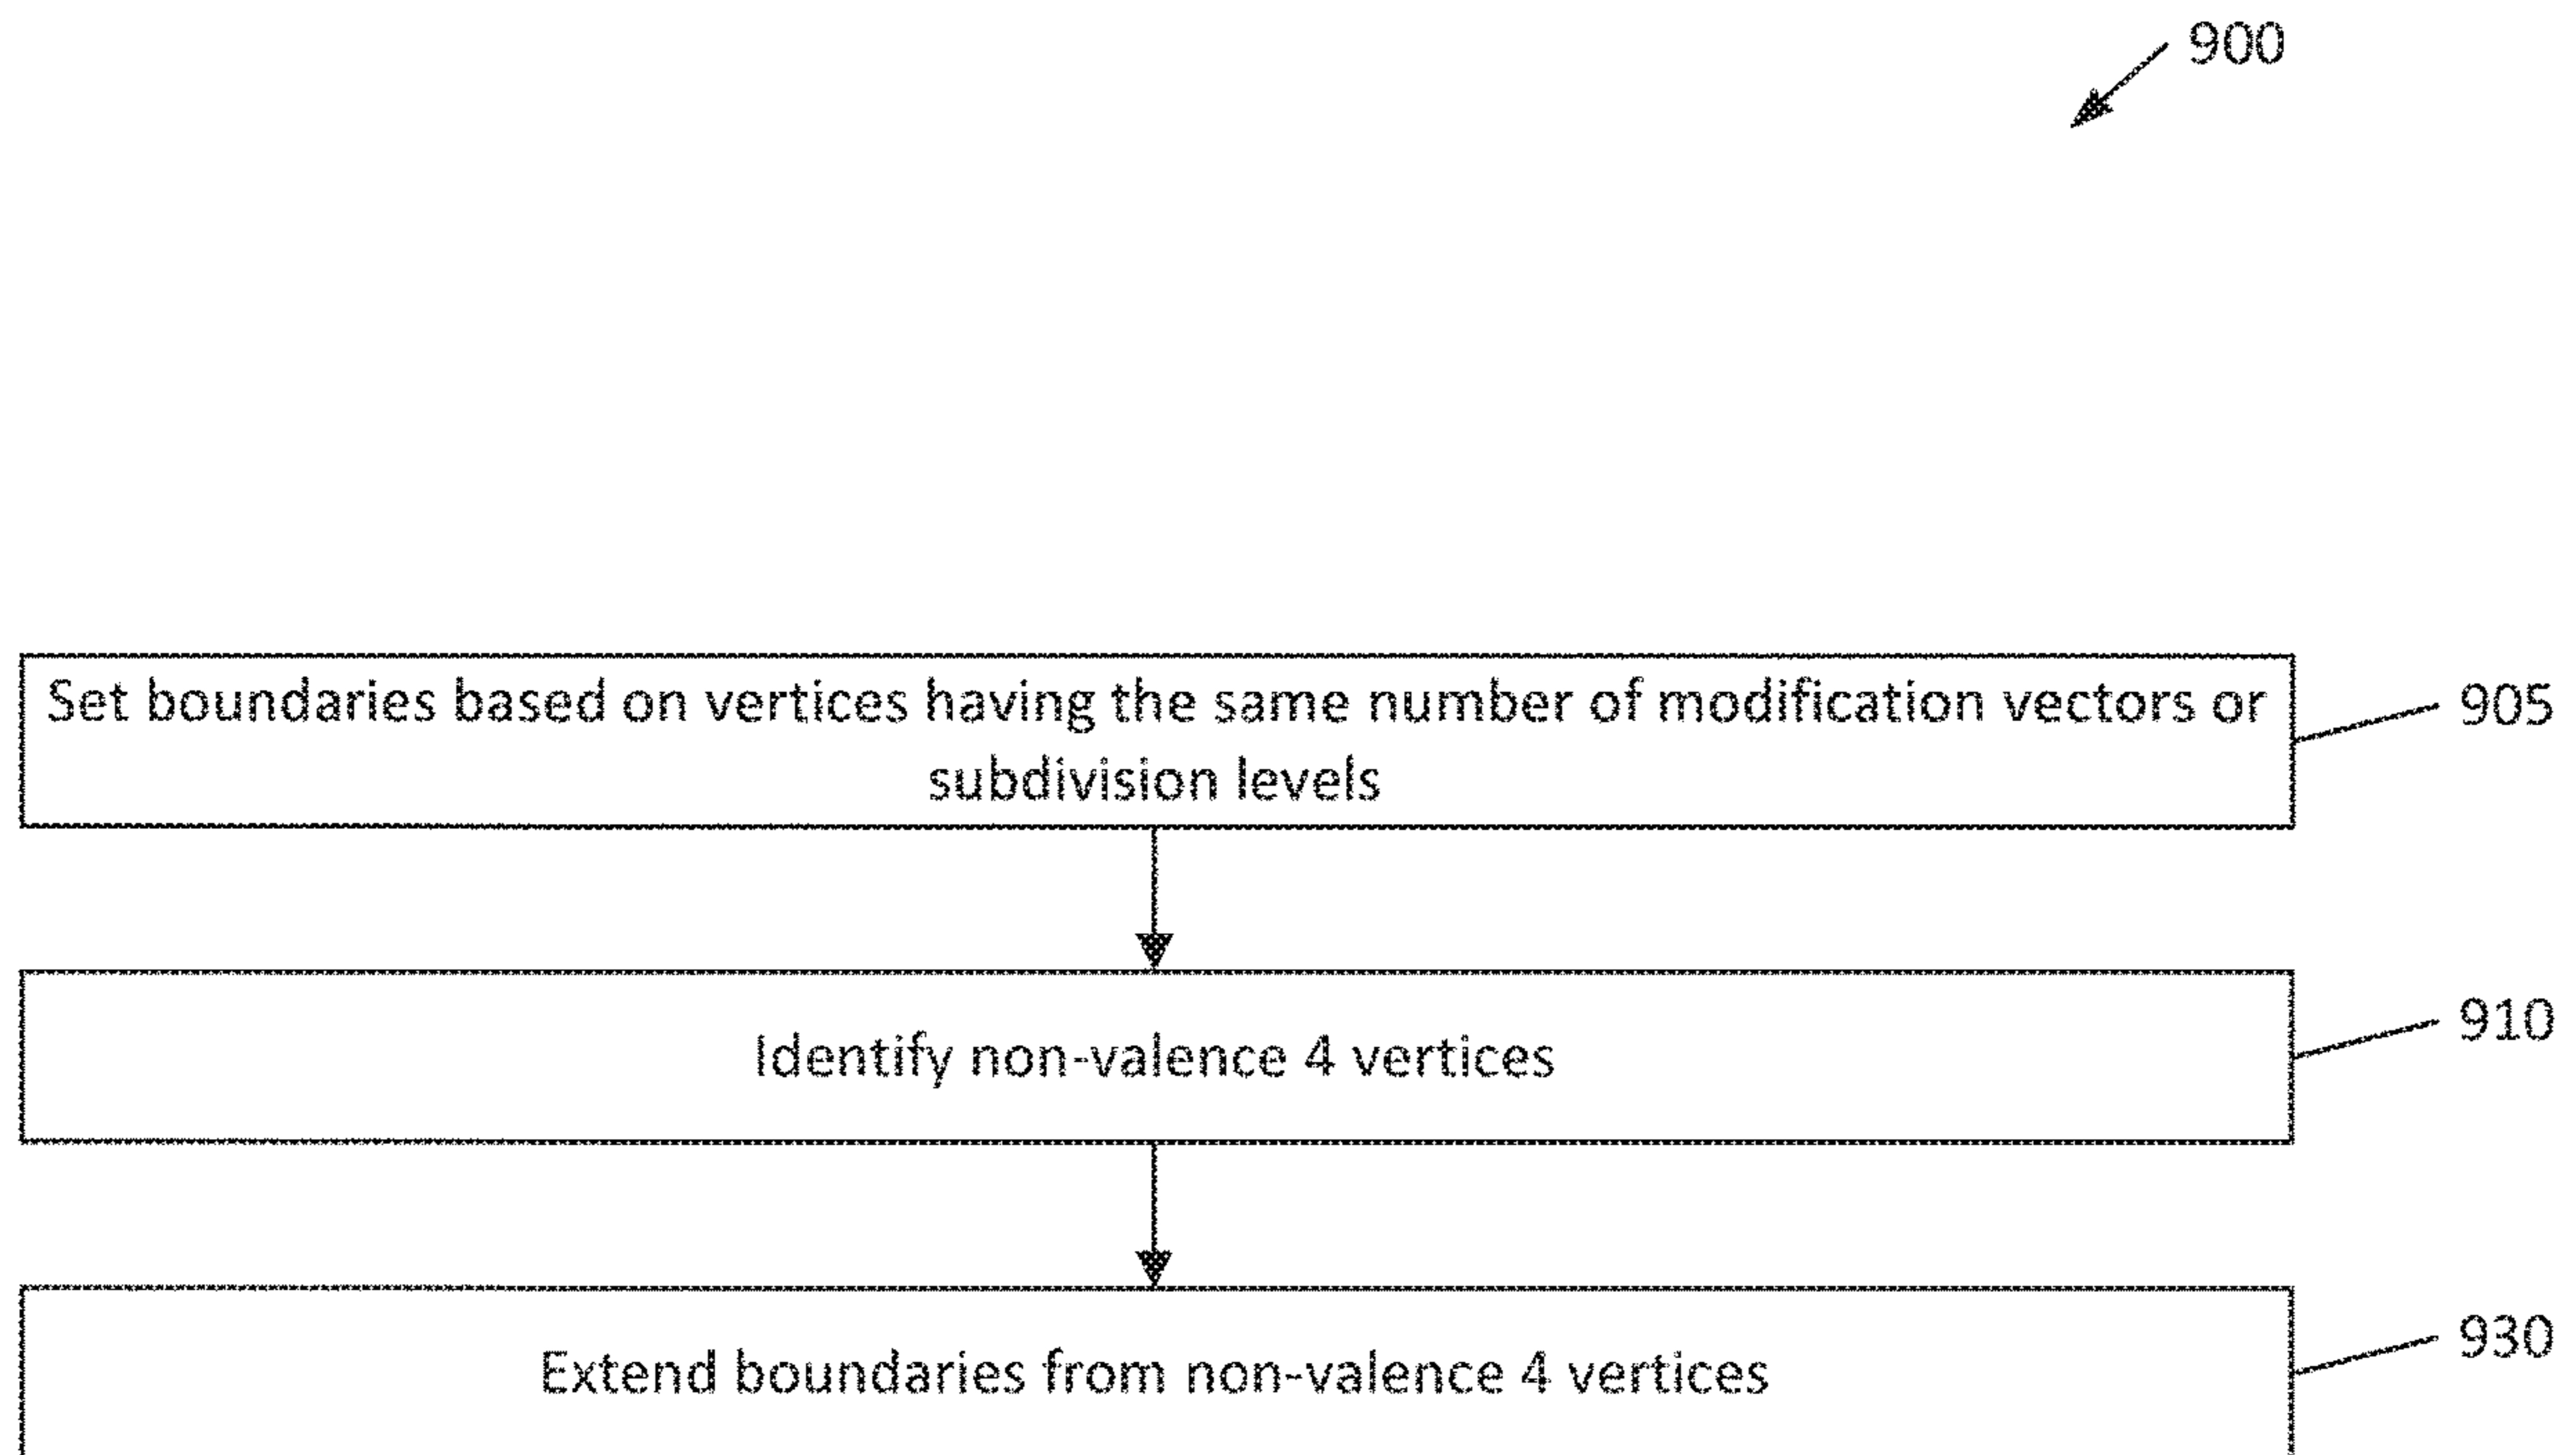 900
Set boundaries based on vertices having the same number of modification vectors or
subdivision levels
905
Identify non-valence 4 vertices
910
Extend boundaries from non-valence 4 vertices
930